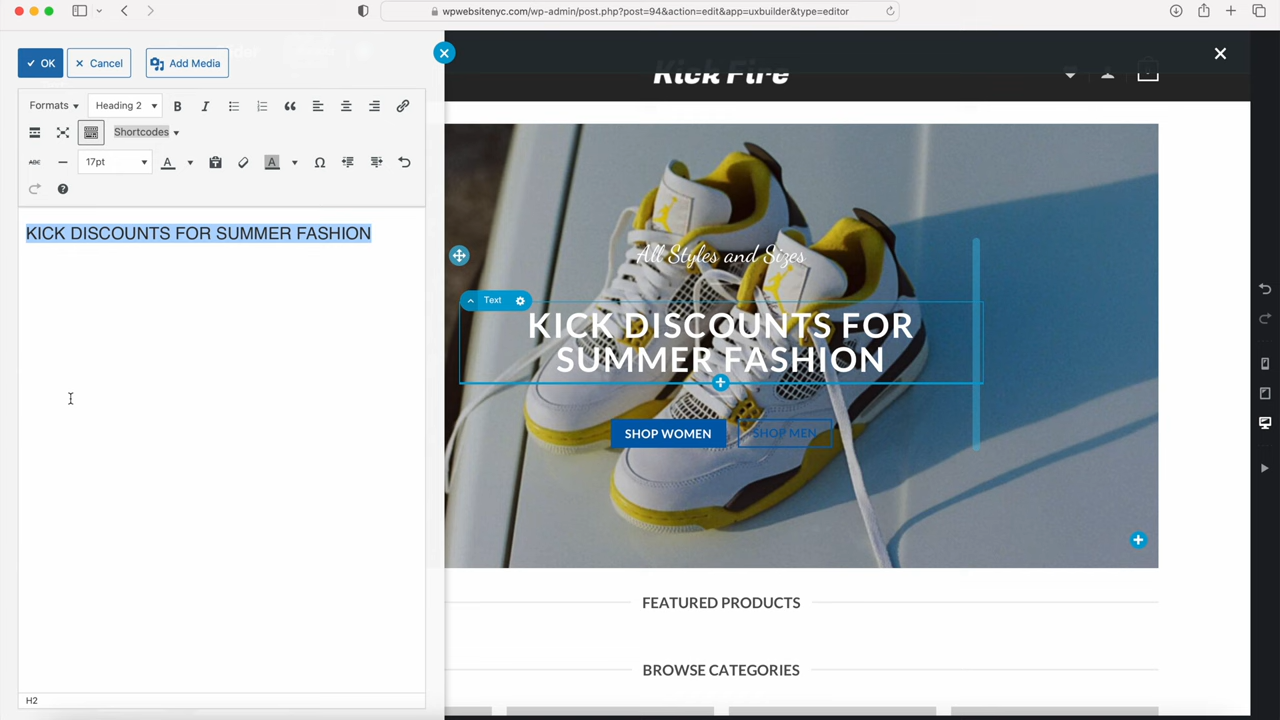 wpwebsitenyc.com/wp-admin/post.php?post=94&action=edit&app=uxbuilder&type=editor
OK
Cancel
Add Media
Kick Fire
Formats
Heading 2
B
I
Shortcodes
ABC
17pt
A
A
Ω
KICK DISCOUNTS FOR SUMMER FASHION
All Styles and Sizes
Text
KICK DISCOUNTS FOR
SUMMER FASHION
SHOP WOMEN
SHOP MEN
FEATURED PRODUCTS
BROWSE CATEGORIES
H2